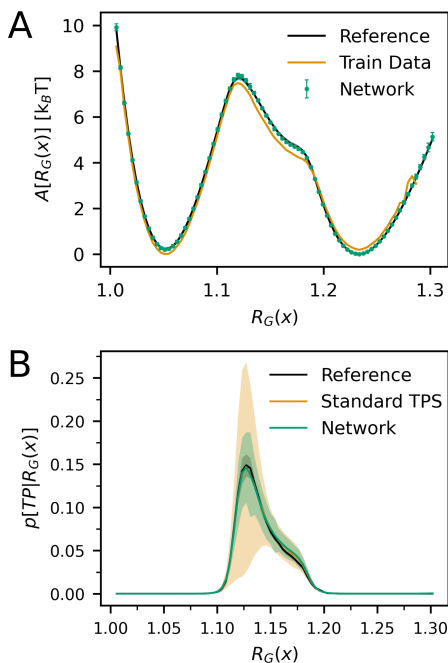 A
A[R_G(x)] [k_BT]
10
8
6
4
2
0
Reference
Train Data
Network
1.0
1.1
1.2
1.3
R_G(x)
B
p[TP|R_G(x)]
0.25
0.20
0.15
0.10
0.05
0.00
Reference
Standard TPS
Network
1.00 1.05 1.10 1.15 1.20 1.25 1.30
R_G(x)